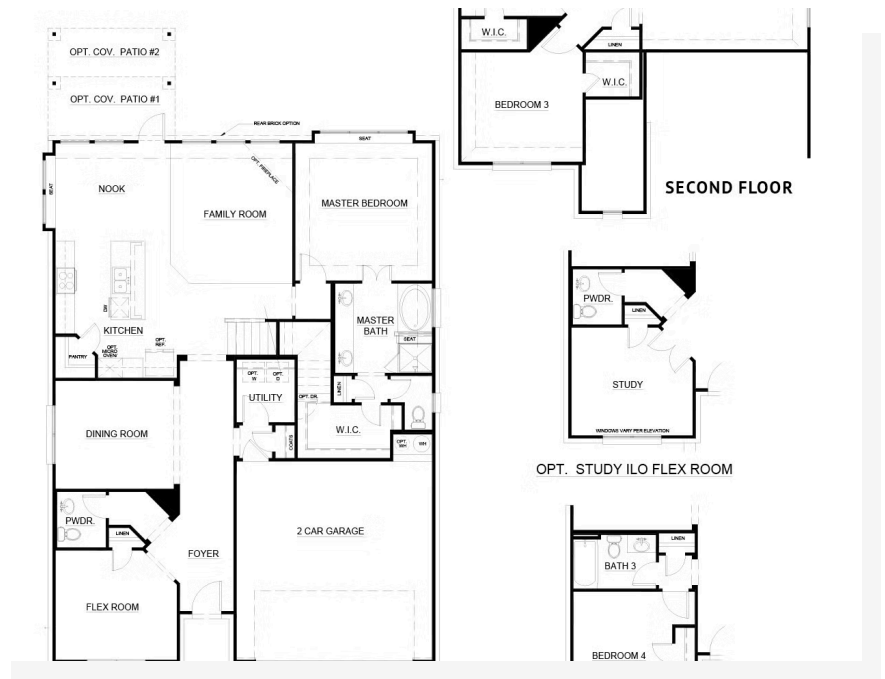 OPT. COV. PATIO #2
OPT. COV. PATIO #1
REAR BRICK OPTION
SEAT
SEAT
NOOK
FAMILY ROOM
OPT. FIREPLACE
MASTER BEDROOM
DW
KITCHEN
PANTRY
OPT.
MICRO
OVEN
OPT.
REF.
MASTER
BATH
SEAT
OPT.
W
OPT.
D
UTILITY
OPT. DR.
LINEN
W.I.C.
COATS
OPT.
WH
WH
DINING ROOM
PWDR.
LINEN
FOYER
FLEX ROOM
2 CAR GARAGE
W.I.C.
LINEN
W.I.C.
BEDROOM 3
SECOND FLOOR
PWDR.
LINEN
STUDY
WINDOWS VARY PER ELEVATION
OPT. STUDY ILO FLEX ROOM
LINEN
BATH 3
BEDROOM 4